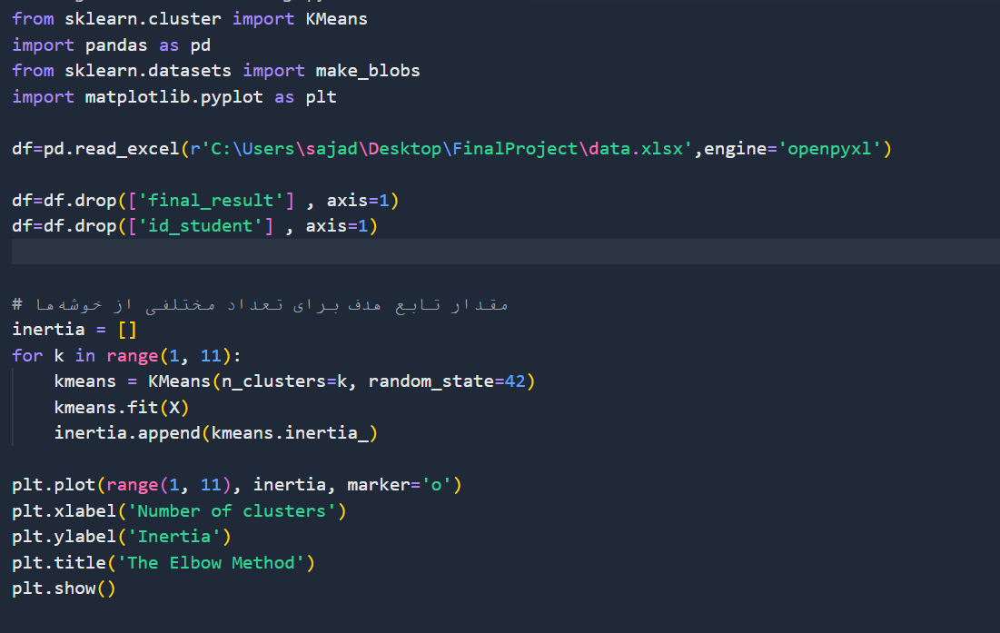 from sklearn.cluster import KMeans
import pandas as pd
from sklearn.datasets import make_blobs
import matplotlib.pyplot as plt
df=pd.read_excel(r'C:\Users\sajad\Desktop\FinalProject\data.xlsx',engine='openpyxl')
df=df.drop(['final_result'] , axis=1)
df=df.drop(['id_student'] , axis=1)
# مقدار تابع هدف برای تعداد مختلفی از خوشه‌ها
inertia = []
for k in range(1, 11):
    kmeans = KMeans(n_clusters=k, random_state=42)
    kmeans.fit(X)
    inertia.append(kmeans.inertia_)
plt.plot(range(1, 11), inertia, marker='o')
plt.xlabel('Number of clusters')
plt.ylabel('Inertia')
plt.title('The Elbow Method')
plt.show()